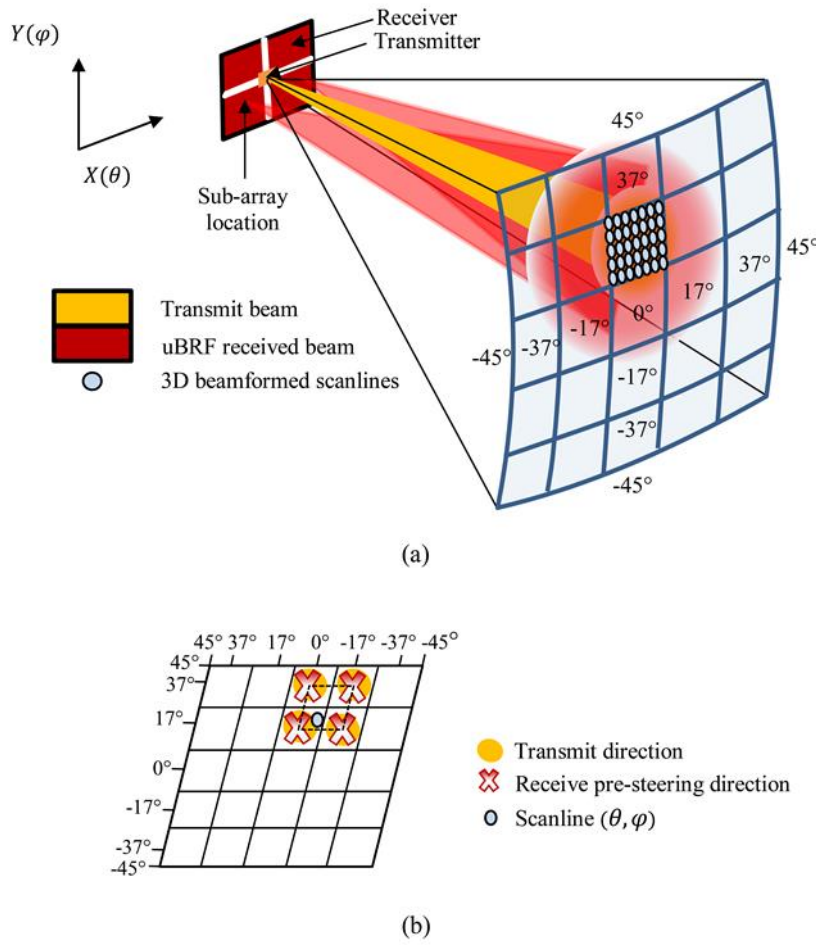 Y(φ)
X(θ)
Receiver
Transmitter
Sub-array
location
45°
37°
45°
37°
17°
0°
-17°
-37°
-45°
-17°
-37°
-45°
Transmit beam
uBRF received beam
3D beamformed scanlines
(a)
45° 37° 17° 0° -17° -37° -45°
45°
37°
17°
0°
-17°
-37°
-45°
Transmit direction
Receive pre-steering direction
Scanline (θ, φ)
(b)